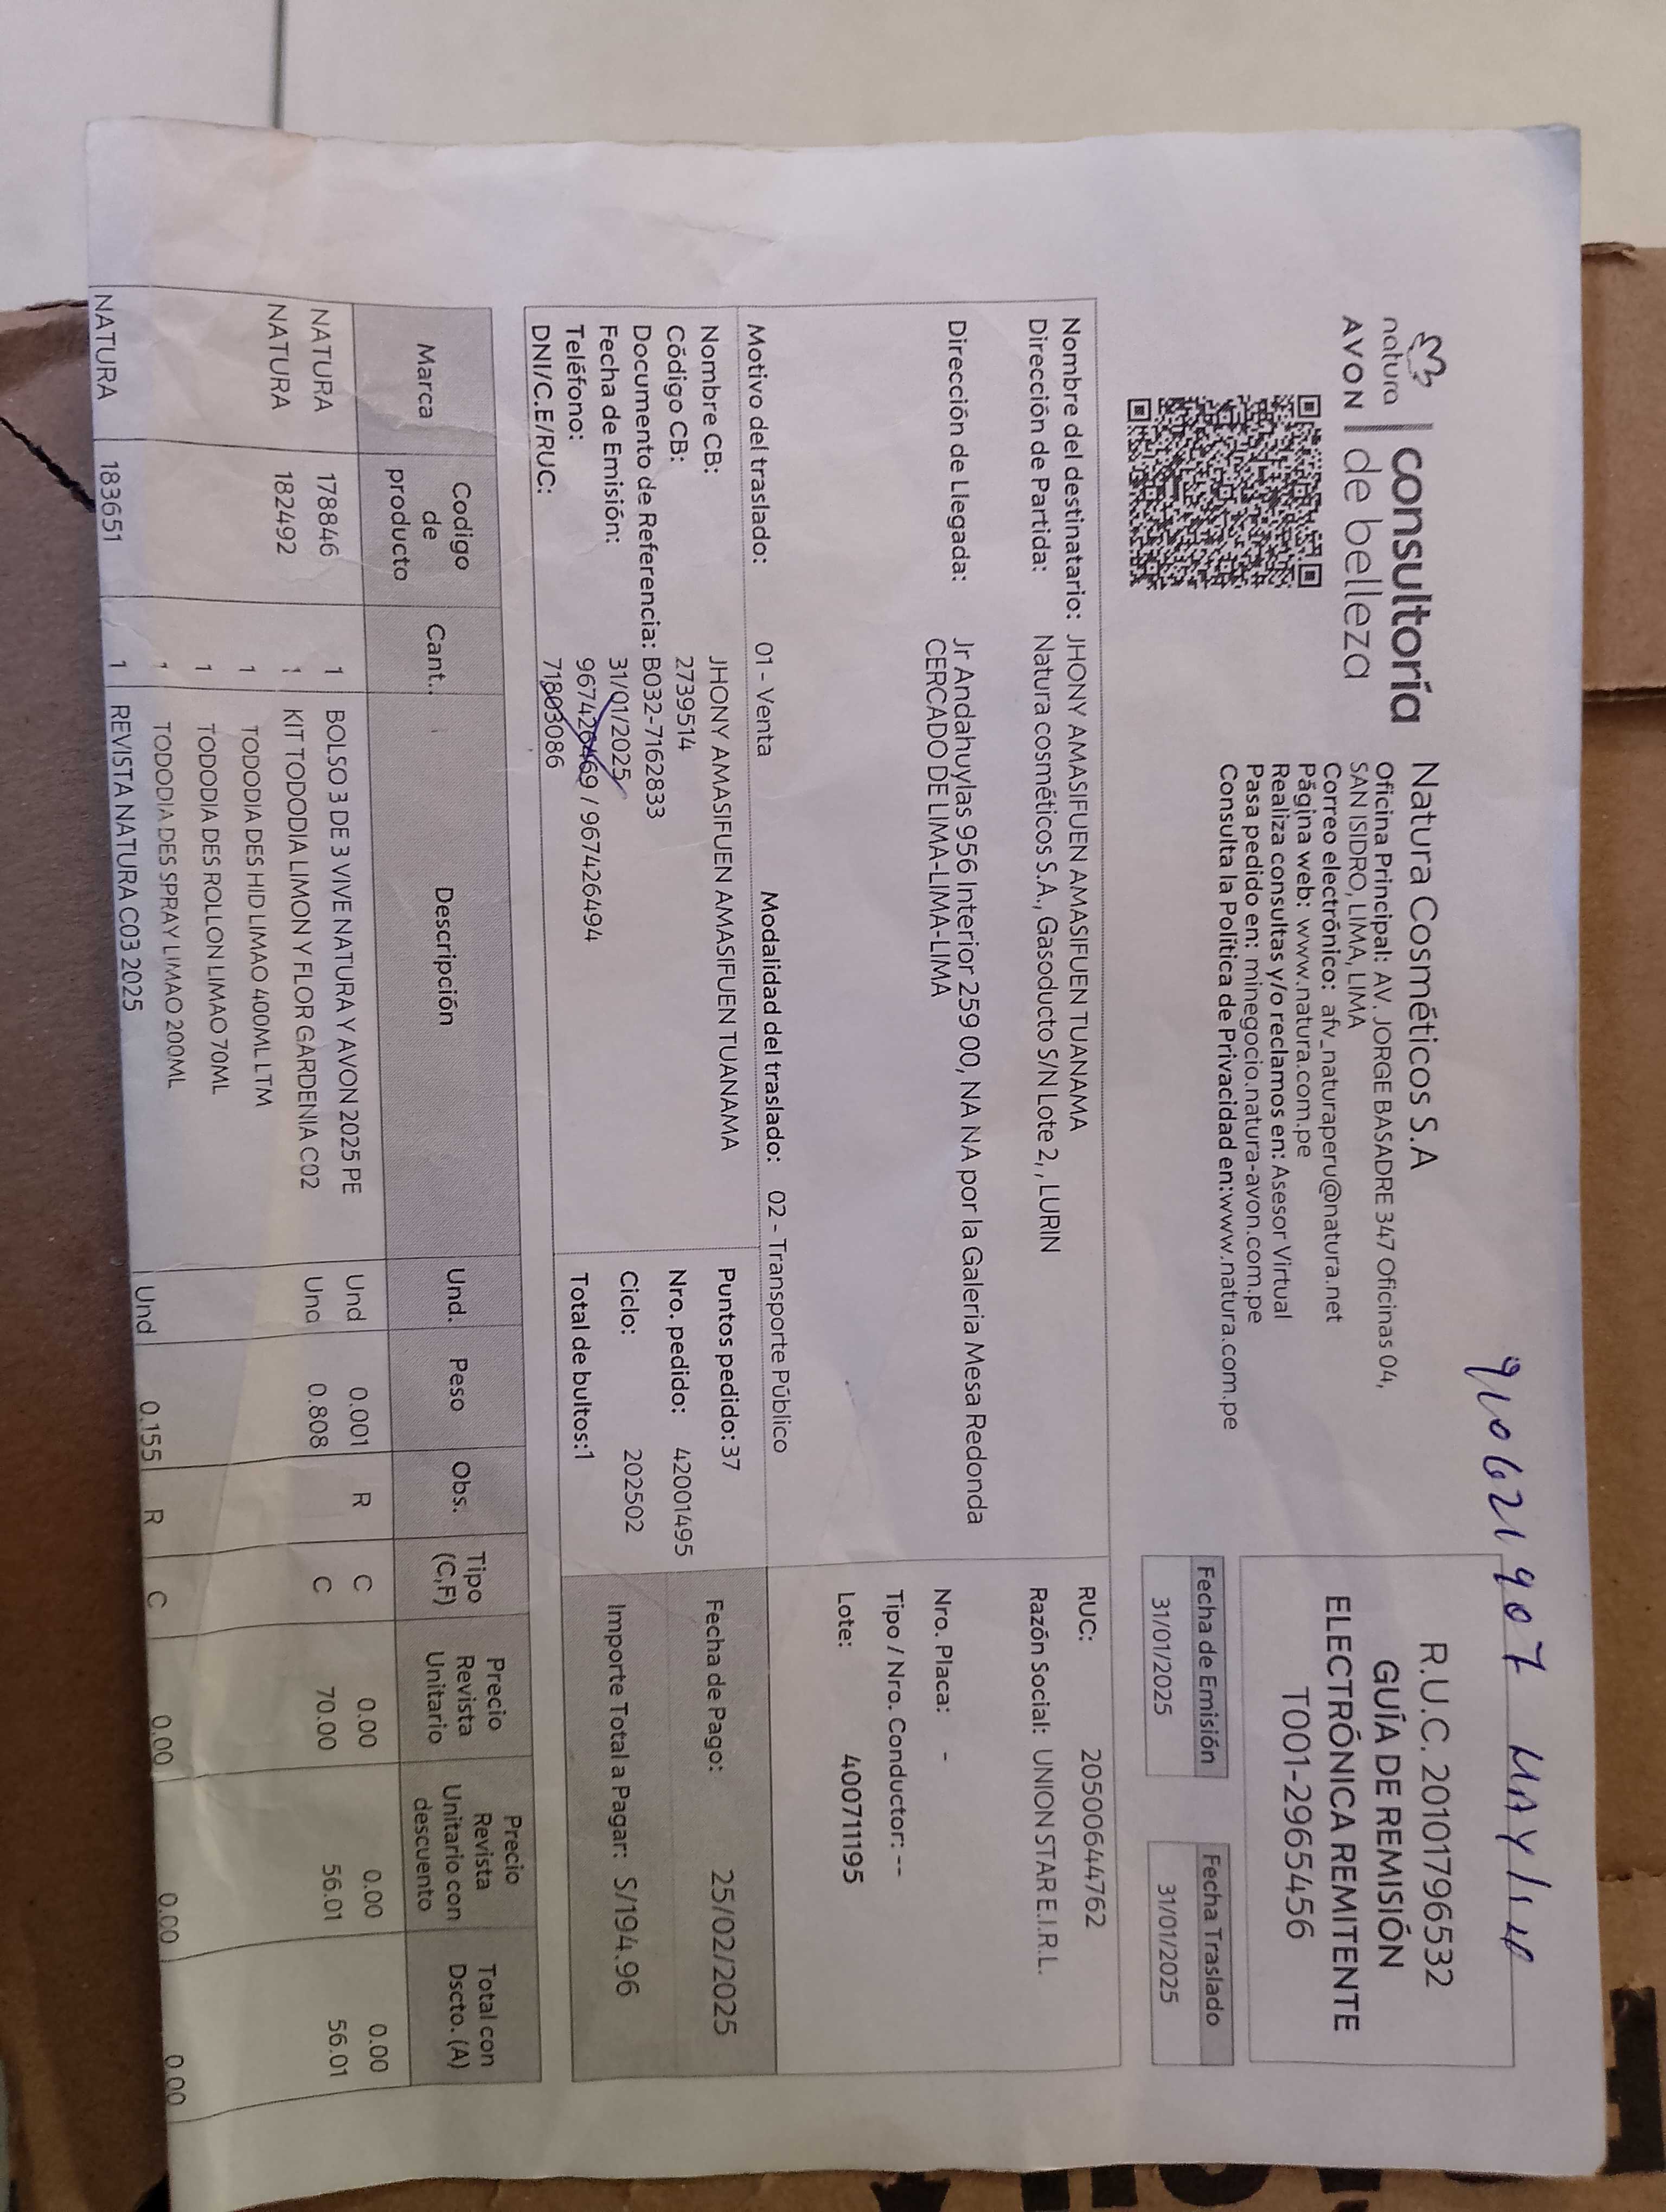 910621907 MAYLU
natura
AVON
consultoría
de belleza
Natura Cosméticos S.A
Oficina Principal: AV. JORGE BASADRE 347 Oficinas 04,
SAN ISIDRO, LIMA, LIMA
Correo electrónico: afv_naturaperu@natura.net
Página web: www.natura.com.pe
Realiza consultas y/o reclamos en: Asesor Virtual
Pasa pedido en: minegocio.natura-avon.com.pe
Consulta la Política de Privacidad en:www.natura.com.pe
R.U.C. 20101796532
GUÍA DE REMISIÓN
ELECTRÓNICA REMITENTE
T001-2965456
Fecha de Emisión Fecha Traslado
31/01/2025 31/01/2025
Nombre del destinatario: JHONY AMASIFUEN AMASIFUEN TUANAMA
Dirección de Partida: Natura cosméticos S.A., Gasoducto S/N Lote 2, , LURIN
Dirección de Llegada: Jr Andahuylas 956 Interior 259 00, NA NA por la Galeria Mesa Redonda
CERCADO DE LIMA-LIMA-LIMA
RUC: 20500644762
Razón Social: UNION STAR E.I.R.L.
Nro. Placa: -
Tipo / Nro. Conductor: --
Lote: 400711195
Motivo del traslado: 01 - Venta Modalidad del traslado: 02 - Transporte Público
Nombre CB: JHONY AMASIFUEN AMASIFUEN TUANAMA
Código CB: 2739514
Documento de Referencia: B032-71628333
Fecha de Emisión: 31/01/2025
Teléfono: 967426469 / 967426494
DNI/C.E/RUC: 71803086
Puntos pedido: 37
Nro. pedido: 42001495
Ciclo: 202502
Total de bultos:1
Fecha de Pago: 25/02/2025
Importe Total a Pagar: S/194.96
Marca Codigo de producto Cant.. Descripción Und. Peso Obs. Tipo (C,F) Precio Revista Unitario Precio Revista Unitario con descuento Total con Dscto. (A)
NATURA 178846 1 BOLSO 3 DE 3 VIVE NATURA Y AVON 2025 PE Und 0.001 R C 0.00 0.00 0.00
NATURA 182492 1 KIT TODODIA LIMON Y FLOR GARDENIA C02 Und 0.808 C 70.00 56.01 56.01
1 TODODIA DES HID LIMAO 400ML LTM
1 TODODIA DES ROLLON LIMAO 70ML
1 TODODIA DES SPRAY LIMAO 200ML
NATURA 183651 1 REVISTA NATURA C03 2025 Und 0.155 R C 0.00 0.00 0.00